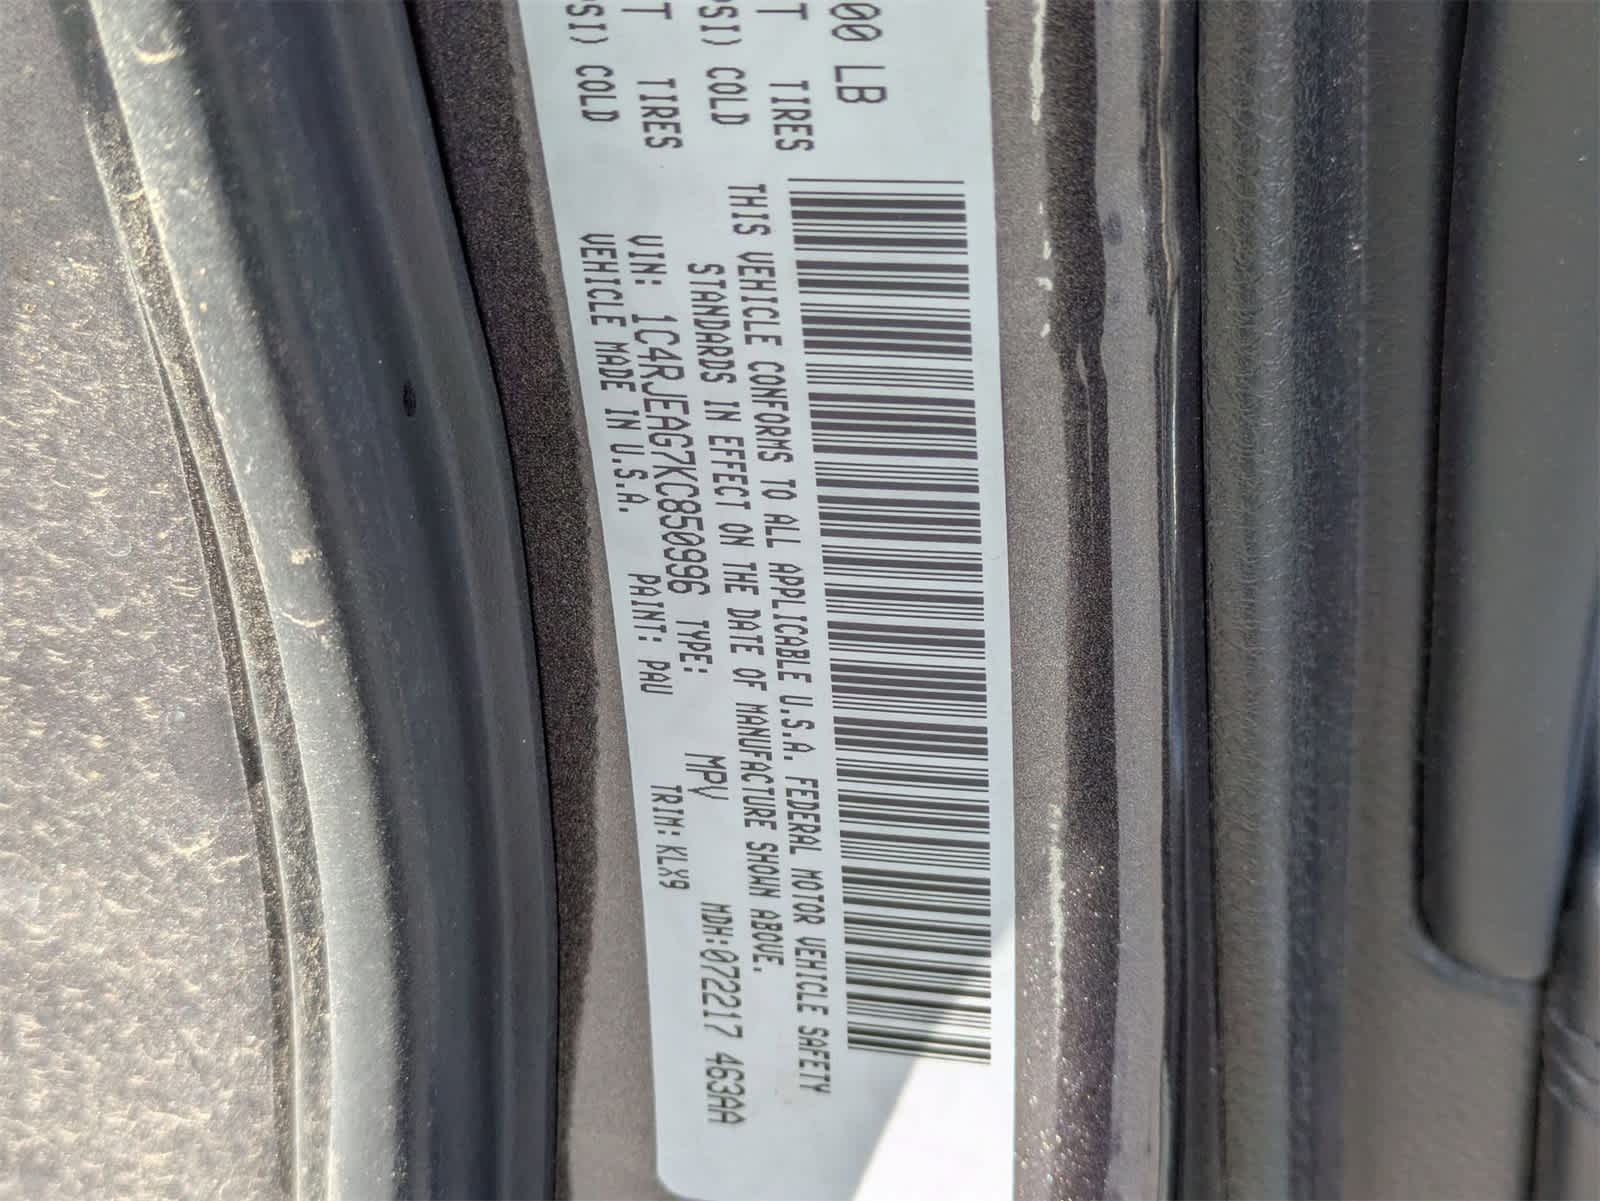 00 LB
T TIRES
PSI) COLD
T TIRES
PSI) COLD
THIS VEHICLE CONFORMS TO ALL APPLICABLE U.S.A. FEDERAL MOTOR VEHICLE SAFETY
STANDARDS IN EFFECT ON THE DATE OF MANUFACTURE SHOWN ABOVE.
VIN: 1C4RJEAG7KC850996 TYPE: MPV MDH:072217 463AA
VEHICLE MADE IN U.S.A. PAINT: PAU TRIM: KLX9